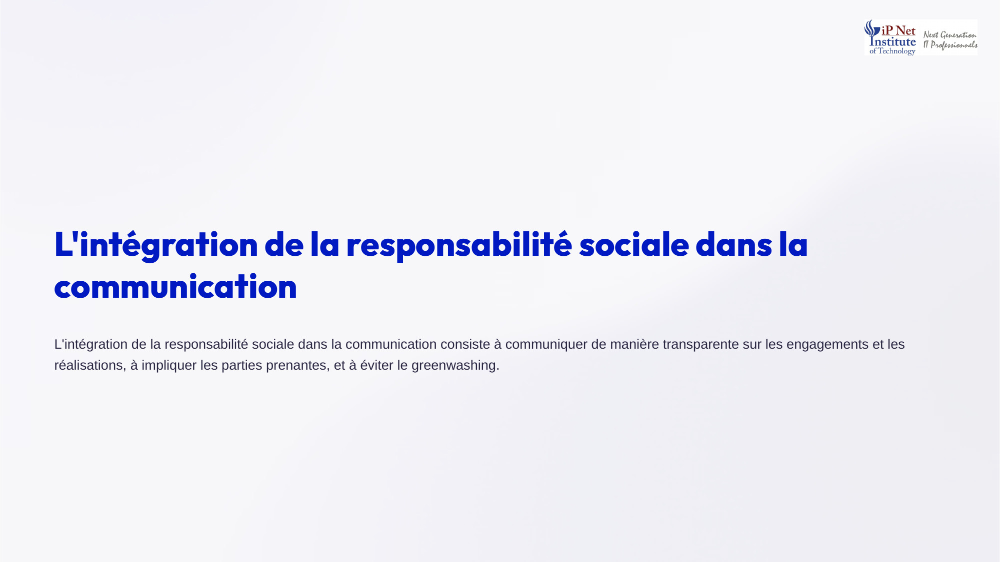 iP Net
Institute
of Technology
Next Generation
IT Professionnels
L'intégration de la responsabilité sociale dans la
communication
L'intégration de la responsabilité sociale dans la communication consiste à communiquer de manière transparente sur les engagements et les
réalisations, à impliquer les parties prenantes, et à éviter le greenwashing.